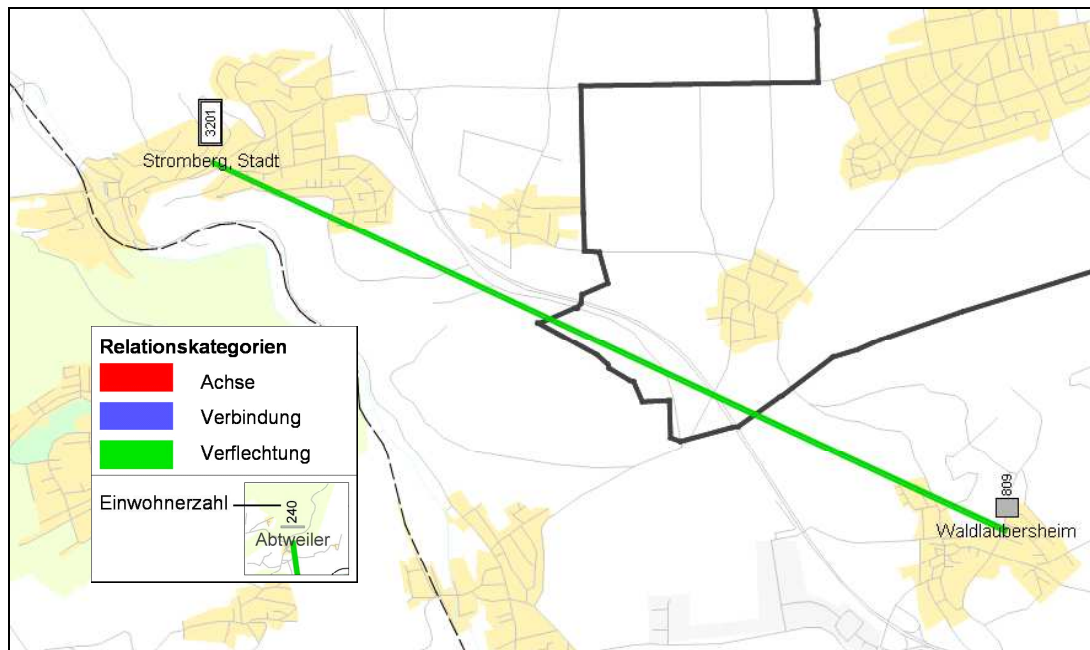 3201
Stromberg, Stadt
Relationskategorien
Achse
Verbindung
Verflechtung
Einwohnerzahl
240
Abtweiler
809
Waldlaubersheim